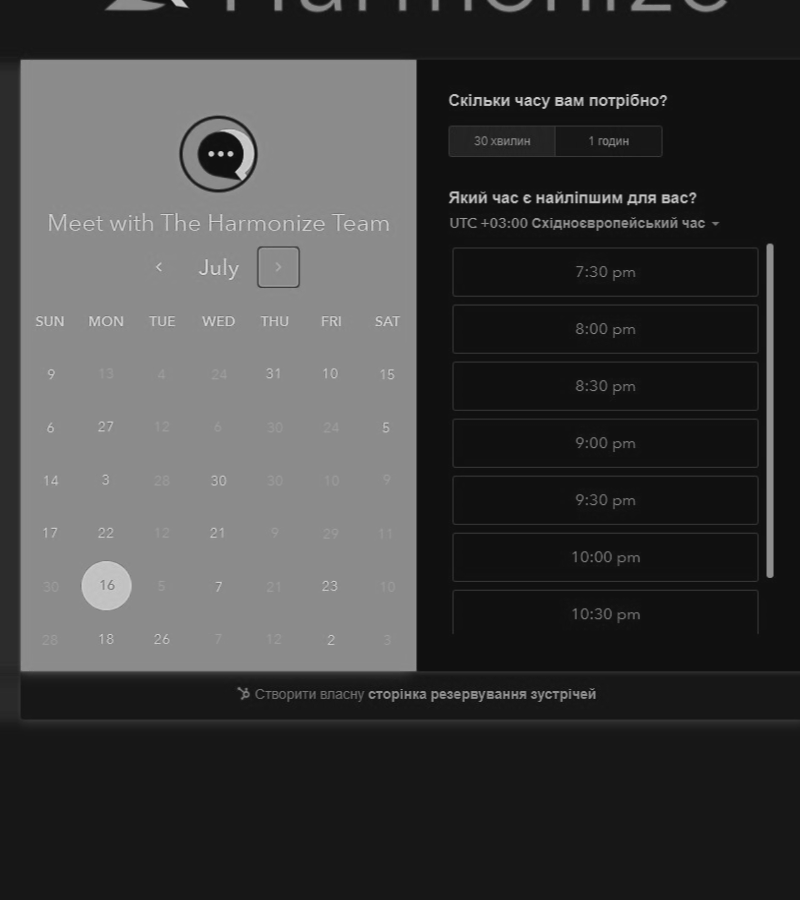 Harmonize
Meet with The Harmonize Team
July
SUN MON TUE WED THU FRI SAT
9 13 4 24 31 10 15
6 27 12 6 30 24 5
14 3 28 30 30 10 9
17 22 12 21 9 29 11
30 16 5 7 21 23 10
28 18 26 7 12 2 3
Скільки часу вам потрібно?
30 хвилин 1 годин
Який час є найліпшим для вас?
UTC +03:00 Східноєвропейський час
7:30 pm
8:00 pm
8:30 pm
9:00 pm
9:30 pm
10:00 pm
10:30 pm
Створити власну сторінка резервування зустрічей